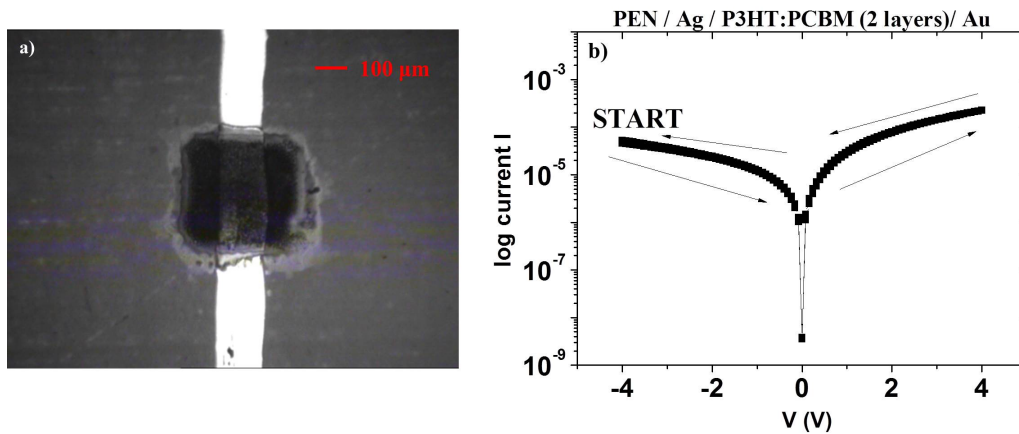 a)
100 µm
PEN / Ag / P3HT:PCBM (2 layers)/ Au
b)
START
log current I
10⁻³
10⁻⁵
10⁻⁷
10⁻⁹
-4 -2 0 2 4
V (V)